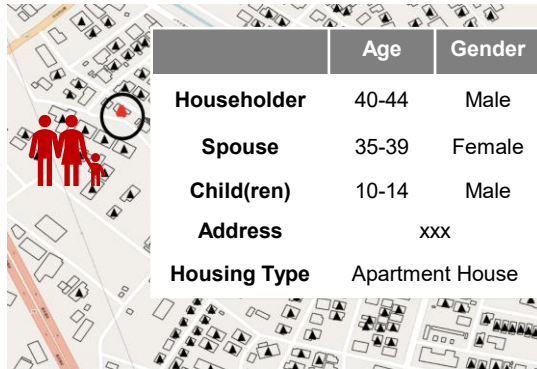 Age Gender
Householder 40-44 Male
Spouse 35-39 Female
Child(ren) 10-14 Male
Address xxx
Housing Type Apartment House